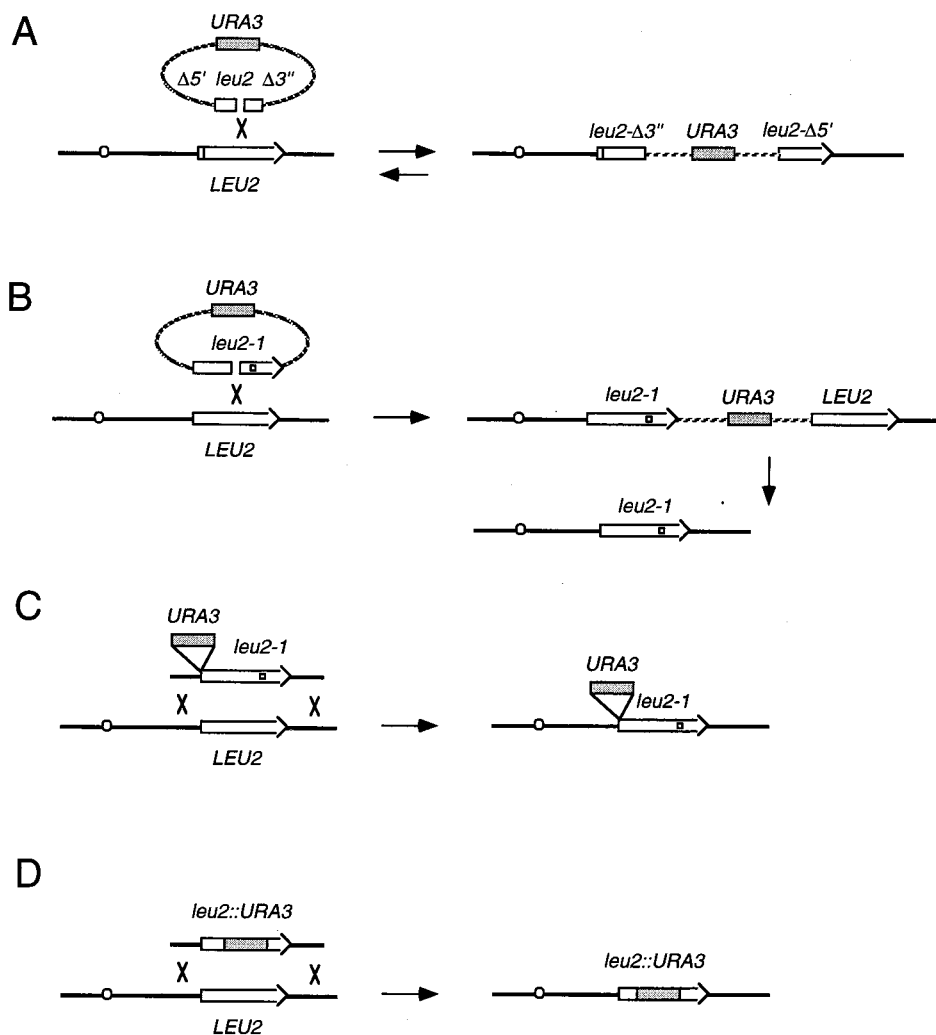 A
URA3
Δ5' leu2 Δ3"
LEU2
leu2-Δ3" URA3 leu2-Δ5'
B
URA3
leu2-1
LEU2
leu2-1 URA3 LEU2
leu2-1
C
URA3
leu2-1
LEU2
URA3
leu2-1
D
leu2::URA3
LEU2
leu2::URA3